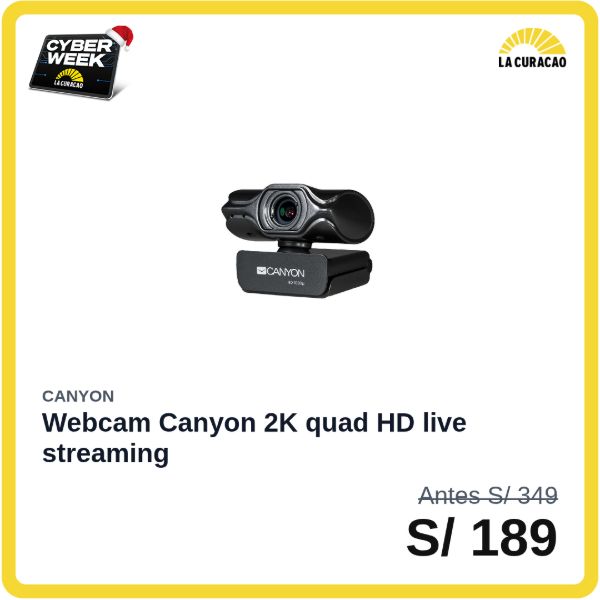 CYBER
WEEK
LA CURACAO
LA CURACAO
CANYON
CANYON
Webcam Canyon 2K quad HD live
streaming
Antes S/ 349
S/ 189